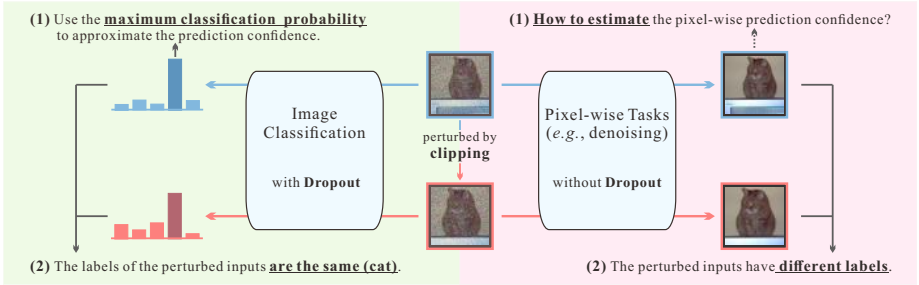 (1) Use the maximum classification probability
to approximate the prediction confidence.
(1) How to estimate the pixel-wise prediction confidence?
Image
Classification
with Dropout
perturbed by
clipping
Pixel-wise Tasks
(e.g., denoising)
without Dropout
(2) The labels of the perturbed inputs are the same (cat).
(2) The perturbed inputs have different labels.